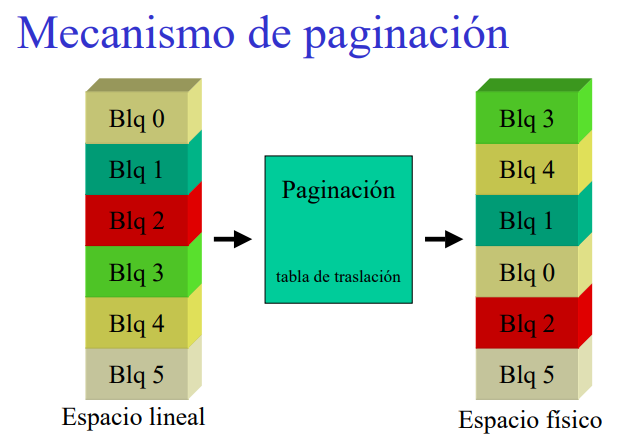 Mecanismo de paginación
Blq 0
Blq 1
Blq 2
Blq 3
Blq 4
Blq 5
Espacio lineal
Paginación
tabla de traslación
Blq 3
Blq 4
Blq 1
Blq 0
Blq 2
Blq 5
Espacio físico